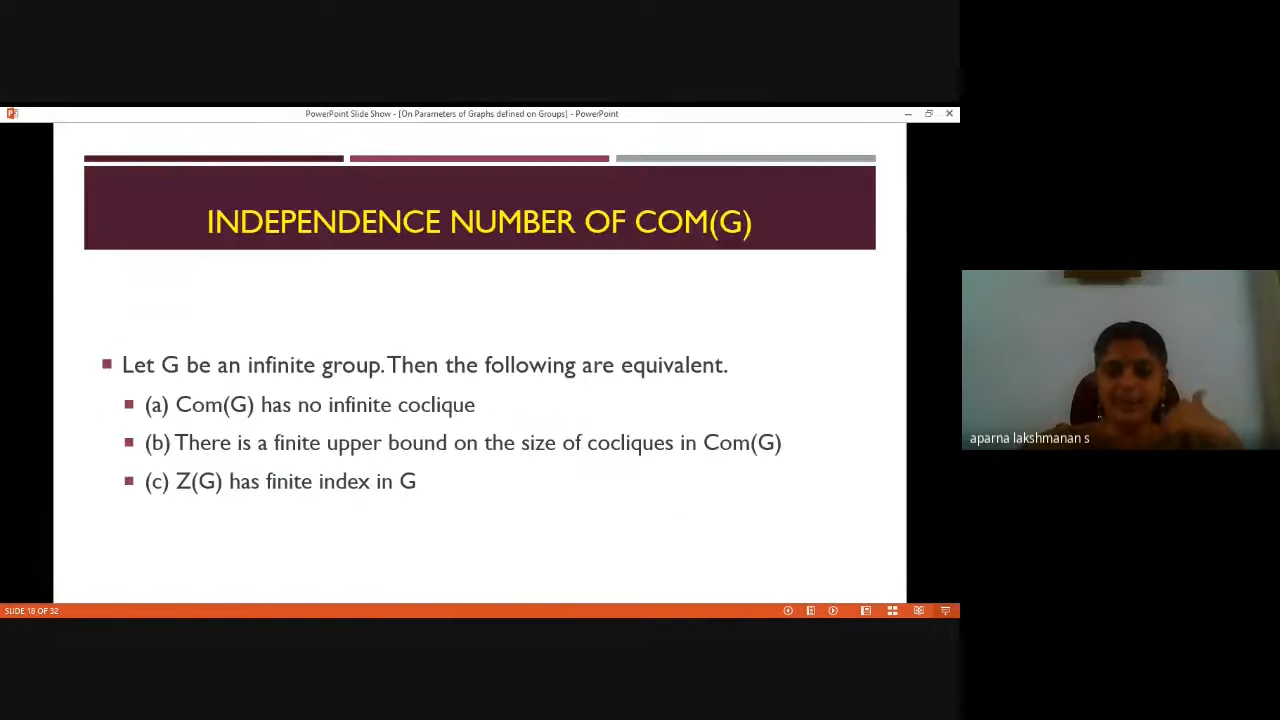 PowerPoint Slide Show - [On Parameters of Graphs defined on Groups] - PowerPoint
INDEPENDENCE NUMBER OF COM(G)
Let G be an infinite group. Then the following are equivalent.
(a) Com(G) has no infinite coclique
(b) There is a finite upper bound on the size of cocliques in Com(G)
(c) Z(G) has finite index in G
aparna lakshmanan s
SLIDE 18 OF 32